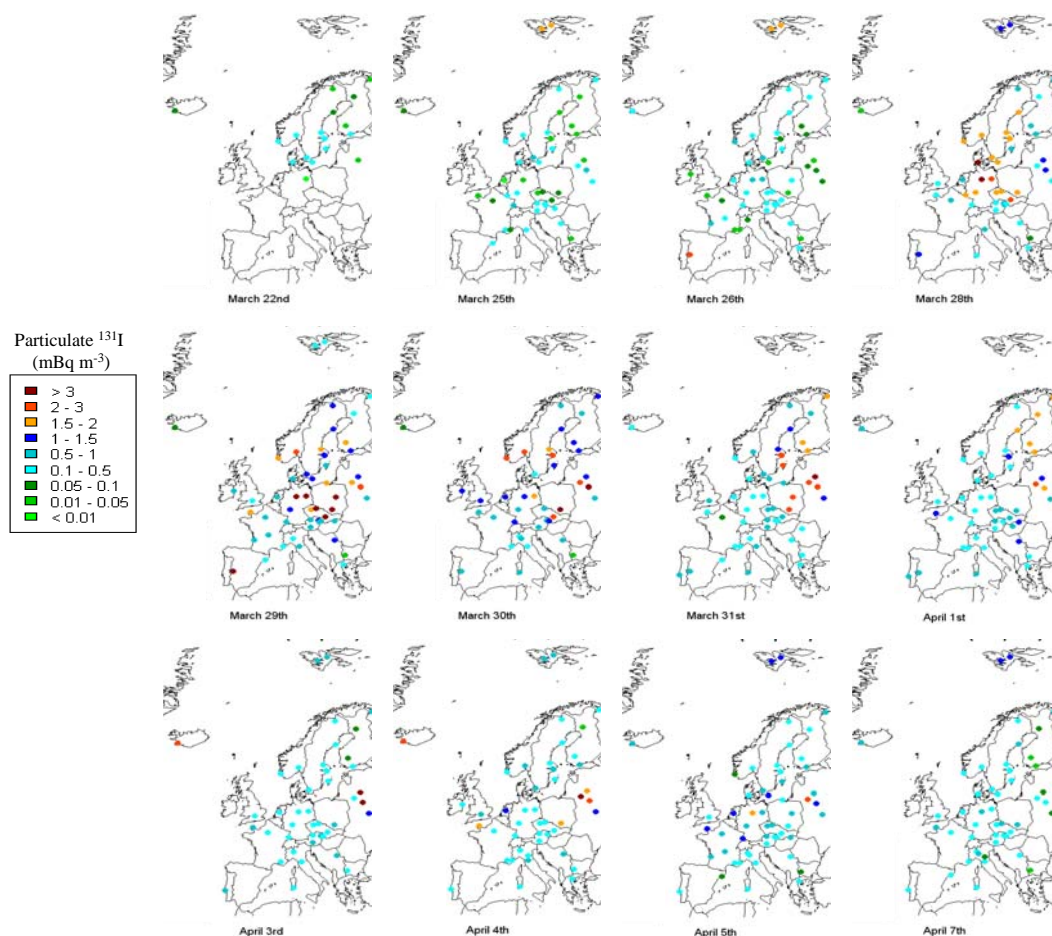 March 22nd
March 25th
March 26th
March 28th
Particulate ¹³¹I
(mBq m⁻³)
> 3
2 - 3
1.5 - 2
1 - 1.5
0.5 - 1
0.1 - 0.5
0.05 - 0.1
0.01 - 0.05
< 0.01
March 29th
March 30th
March 31st
April 1st
April 3rd
April 4th
April 5th
April 7th